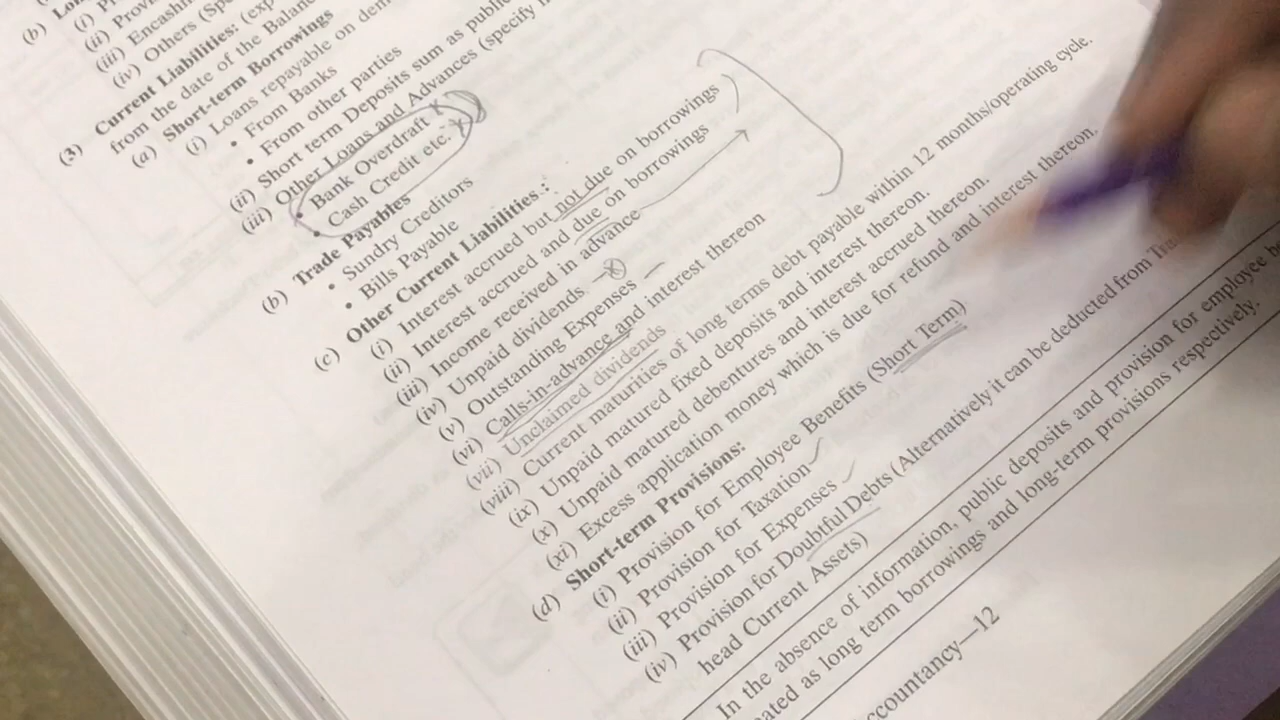 (b)
(i)
(ii) Provi
(iii) Encashm
(iv) Others (Spe
(3) Current Liabilities: (exp
from the date of the Balan
(a) Short-term Borrowings
(i) Loans repayable on dem
• From Banks
• From other parties
(ii) Short term Deposits sum as public
(iii) Other Loans and Advances (specify
• Bank Overdraft
• Cash Credit etc.
(b) Trade Payables
• Sundry Creditors
• Bills Payable
(c) Other Current Liabilities :
(i) Interest accrued but not due on borrowings
(ii) Interest accrued and due on borrowings
(iii) Income received in advance
(iv) Unpaid dividends
(v) Outstanding Expenses
(vi) Calls-in-advance and interest thereon
(vii) Unclaimed dividends
(viii) Current maturities of long terms debt payable within 12 months/operating cycle.
(ix) Unpaid matured fixed deposits and interest thereon.
(x) Unpaid matured debentures and interest accrued thereon.
(xi) Excess application money which is due for refund and interest thereon.
(d) Short-term Provisions:
(i) Provision for Employee Benefits (Short Term)
(ii) Provision for Taxation
(iii) Provision for Expenses
(iv) Provision for Doubtful Debts (Alternatively it can be deducted from
head Current Assets)
In the absence of information, public deposits and provision for employee
eated as long term borrowings and long-term provisions respectively.
ccountancy—12